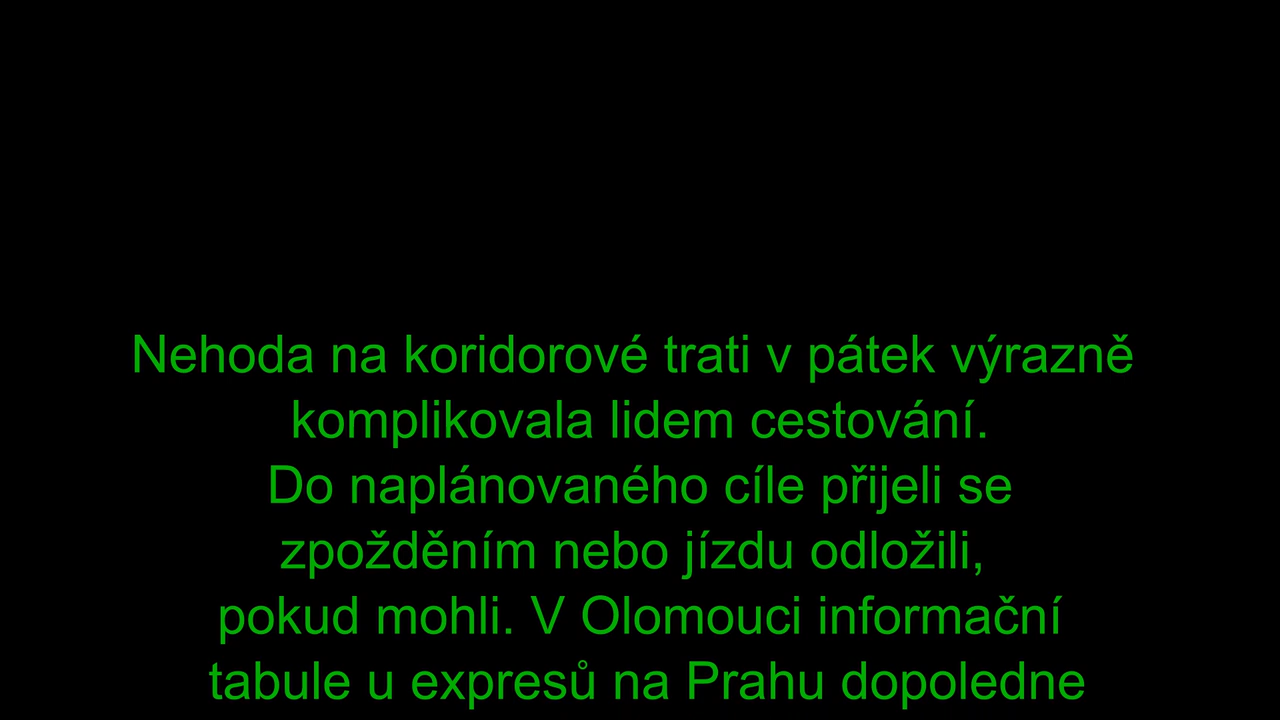 Nehoda na koridorové trati v pátek výrazně
komplikovala lidem cestování.
Do naplánovaného cíle přijeli se
zpožděním nebo jízdu odložili,
pokud mohli. V Olomouci informační
tabule u expresů na Prahu dopoledne